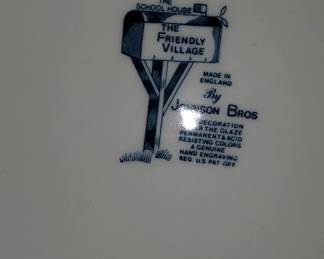 THE
SCHOOL HOUSE
THE
FRIENDLY
VILLAGE
MADE IN
ENGLAND
By
JOHNSON BROS
DECORATION
THE GLAZE
PERMANENT & ACID
RESISTING COLORS
A GENUINE
HAND ENGRAVING
REG. U.S PAT OFF